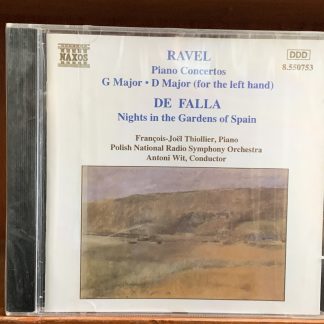 NAXOS
DDD
8.550753
RAVEL
Piano Concertos
G Major • D Major (for the left hand)
DE FALLA
Nights in the Gardens of Spain
François-Joël Thiollier, Piano
Polish National Radio Symphony Orchestra
Antoni Wit, Conductor